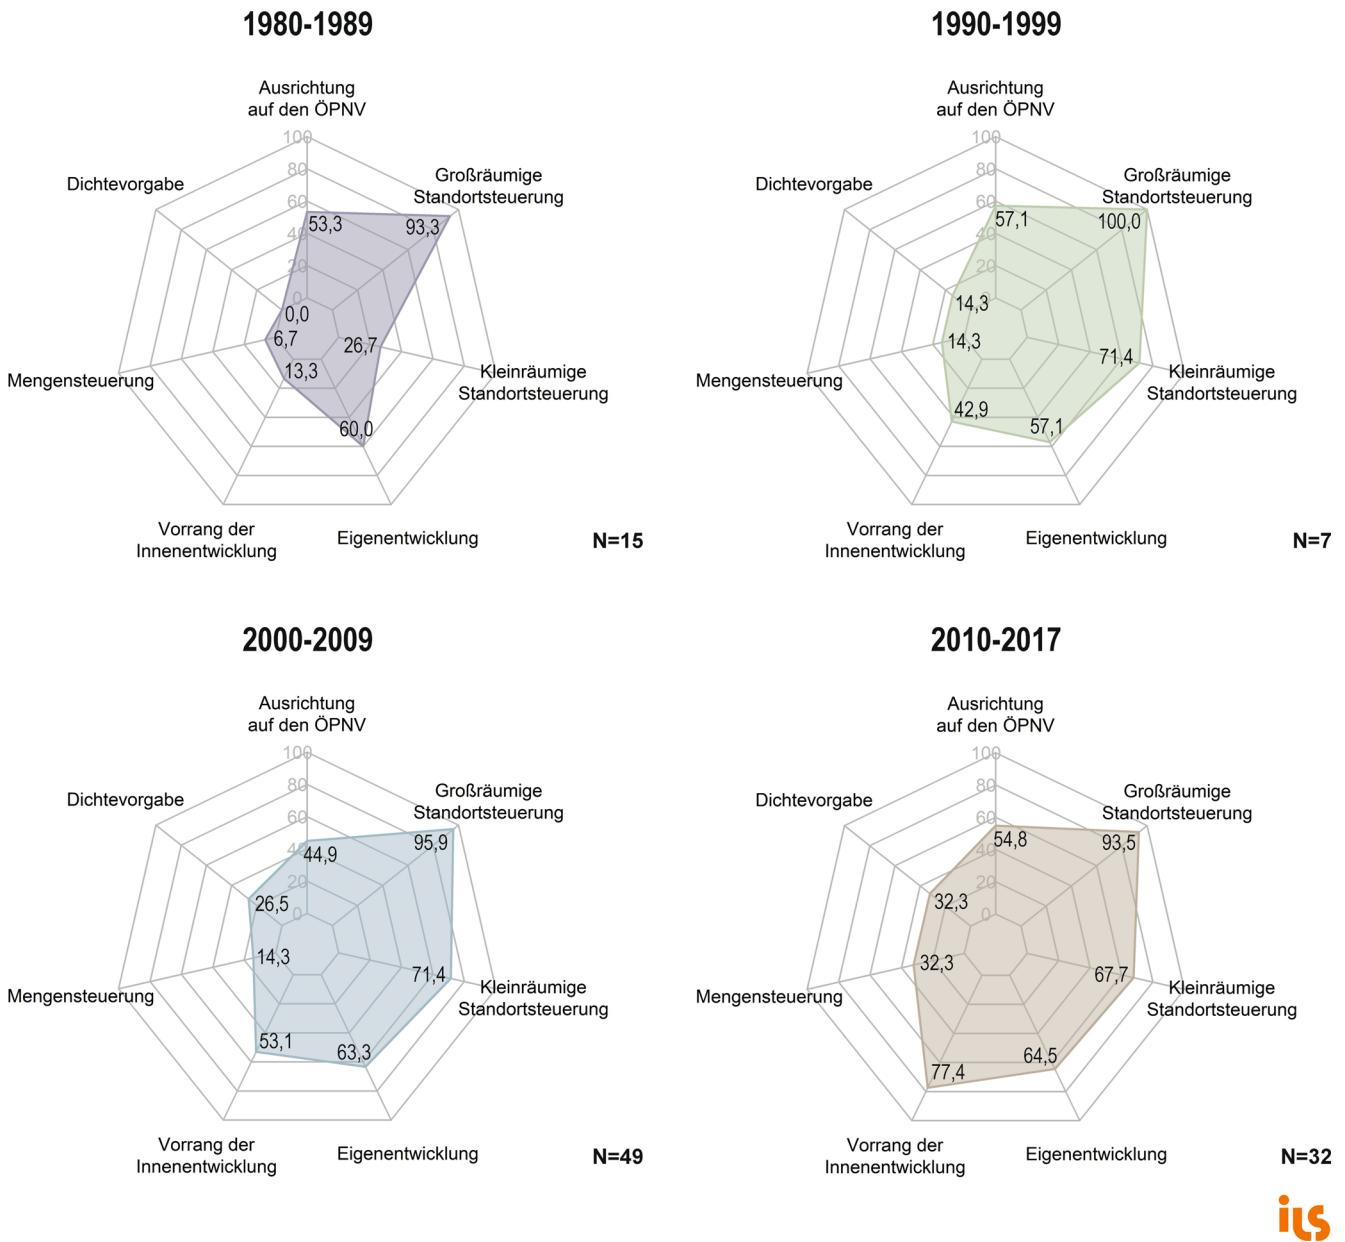 1980-1989
Ausrichtung
auf den ÖPNV
100
80
60
40
20
0
Großräumige
Standortsteuerung
Kleinräumige
Standortsteuerung
Eigenentwicklung
Vorrang der
Innenentwicklung
Mengensteuerung
Dichtevorgabe
53,3
93,3
26,7
60,0
13,3
6,7
0,0
N=15
1990-1999
Ausrichtung
auf den ÖPNV
100
80
60
40
20
0
Großräumige
Standortsteuerung
Kleinräumige
Standortsteuerung
Eigenentwicklung
Vorrang der
Innenentwicklung
Mengensteuerung
Dichtevorgabe
57,1
100,0
71,4
57,1
42,9
14,3
14,3
N=7
2000-2009
Ausrichtung
auf den ÖPNV
100
80
60
40
20
0
Großräumige
Standortsteuerung
Kleinräumige
Standortsteuerung
Eigenentwicklung
Vorrang der
Innenentwicklung
Mengensteuerung
Dichtevorgabe
44,9
95,9
71,4
63,3
53,1
14,3
26,5
N=49
2010-2017
Ausrichtung
auf den ÖPNV
100
80
60
40
20
0
Großräumige
Standortsteuerung
Kleinräumige
Standortsteuerung
Eigenentwicklung
Vorrang der
Innenentwicklung
Mengensteuerung
Dichtevorgabe
54,8
93,5
67,7
64,5
77,4
32,3
32,3
N=32
ils